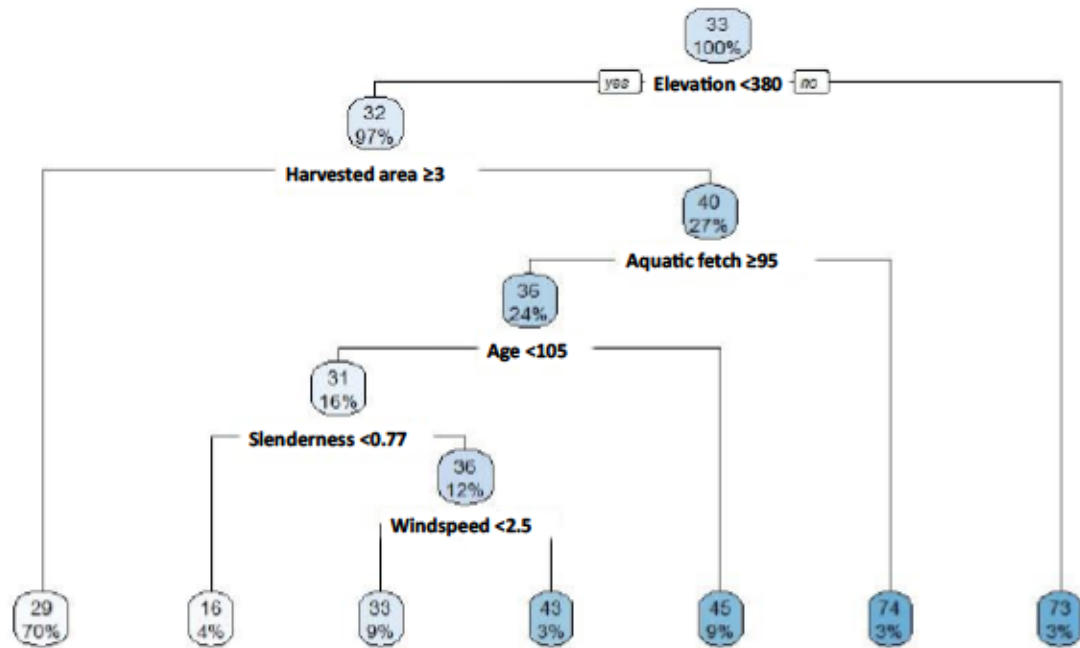 33
100%
yes Elevation <380 no
32
97%
Harvested area ≥3
40
27%
Aquatic fetch ≥95
36
24%
Age <105
31
16%
Slenderness <0.77
36
12%
Windspeed <2.5
29 16 33 43 45 74 73
70% 4% 9% 3% 9% 3% 3%